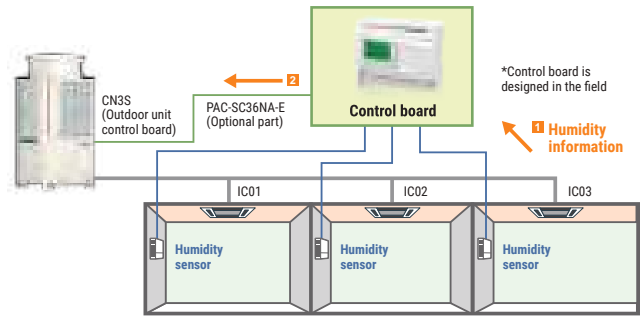 2
*Control board is
designed in the field
CN3S
(Outdoor unit
control board)
PAC-SC36NA-E
(Optional part)
Control board
1 Humidity
information
IC01
IC02
IC03
Humidity
sensor
Humidity
sensor
Humidity
sensor